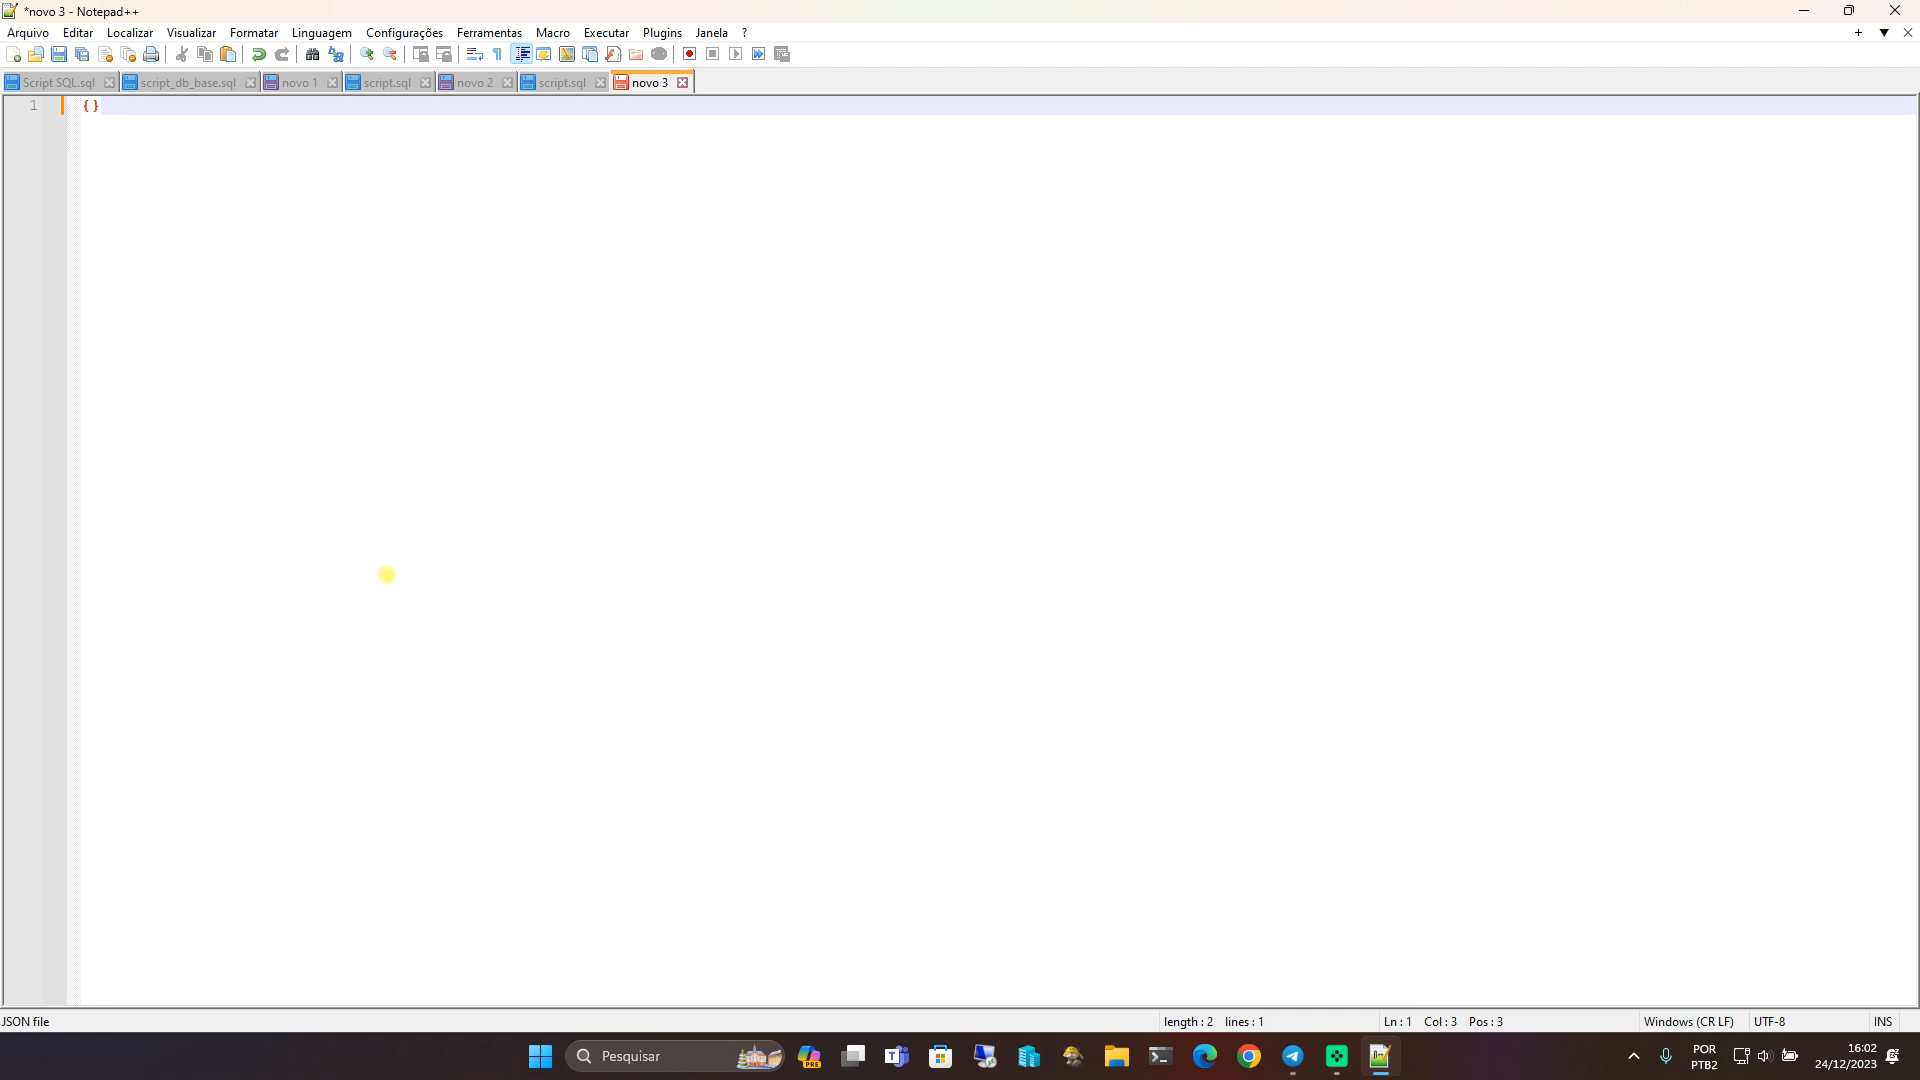 *novo 3 - Notepad++
Arquivo Editar Localizar Visualizar Formatar Linguagem Configurações Ferramentas Macro Executar Plugins Janela ?
Script SQL.sql script_db_base.sql novo 1 script.sql novo 2 script.sql novo 3
1 {}
JSON file length : 2 lines : 1 Ln : 1 Col : 3 Pos : 3 Windows (CR LF) UTF-8 INS
Pesquisar PRE POR 16:02
PTB2 24/12/2023